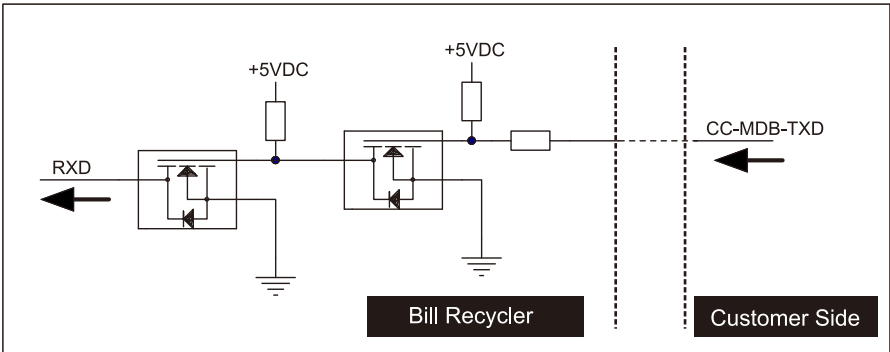 +5VDC
+5VDC
CC-MDB-TXD
RXD
Bill Recycler
Customer Side